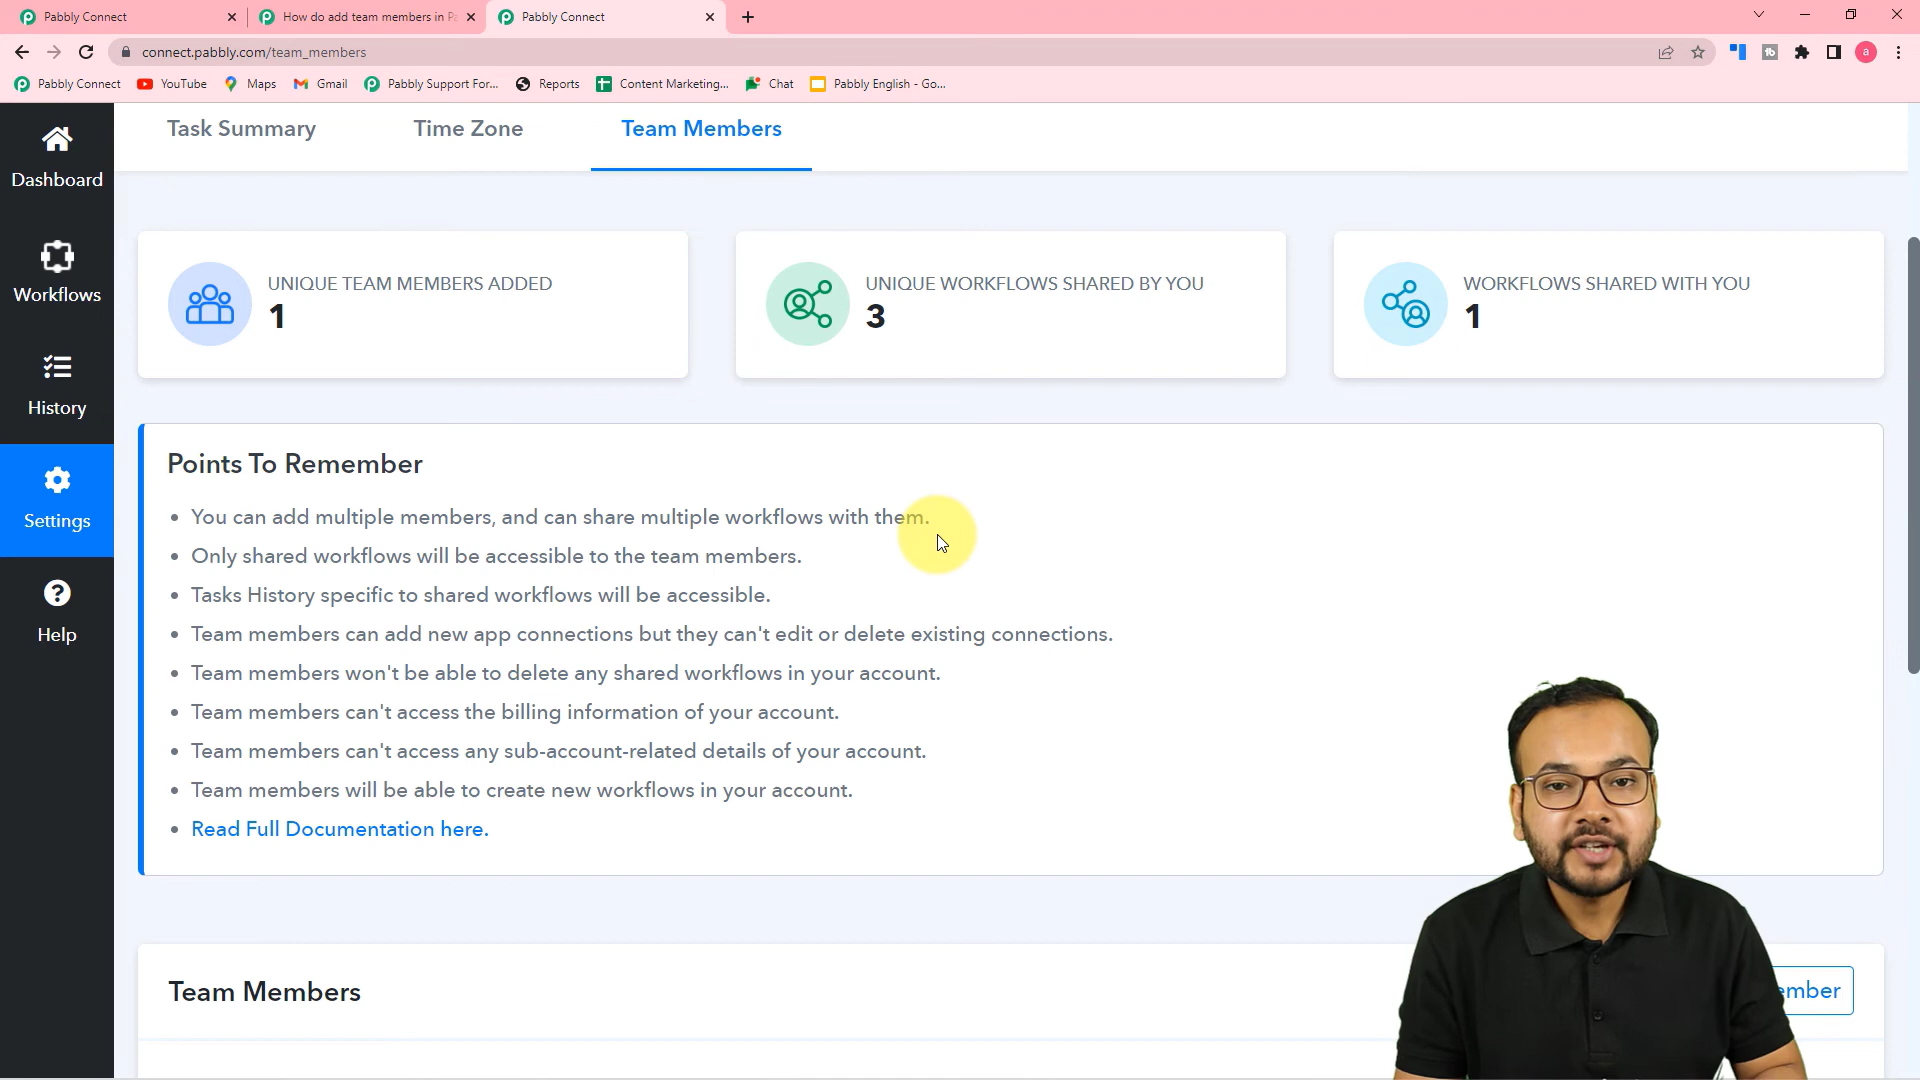 Pabbly Connect
How do add team members in Pa
Pabbly Connect
connect.pabbly.com/team_members
a
Pabbly Connect
YouTube
Maps
Gmail
Pabbly Support For...
Reports
Content Marketing...
Chat
Pabbly English - Go...
Dashboard
Workflows
History
Settings
Help
Task Summary
Time Zone
Team Members
UNIQUE TEAM MEMBERS ADDED
1
UNIQUE WORKFLOWS SHARED BY YOU
3
WORKFLOWS SHARED WITH YOU
1
Points To Remember
You can add multiple members, and can share multiple workflows with them.
Only shared workflows will be accessible to the team members.
Tasks History specific to shared workflows will be accessible.
Team members can add new app connections but they can't edit or delete existing connections.
Team members won't be able to delete any shared workflows in your account.
Team members can't access the billing information of your account.
Team members can't access any sub-account-related details of your account.
Team members will be able to create new workflows in your account.
Read Full Documentation here.
Team Members